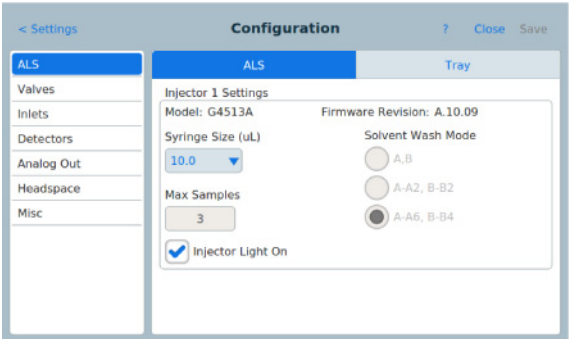 < Settings Configuration ? Close Save
ALS
Valves
Inlets
Detectors
Analog Out
Headspace
Misc
ALS Tray
Injector 1 Settings
Model: G4513A Firmware Revision: A.10.09
Syringe Size (uL) Solvent Wash Mode
10.0 A,B
A-A2, B-B2
Max Samples
3 A-A6, B-B4
Injector Light On